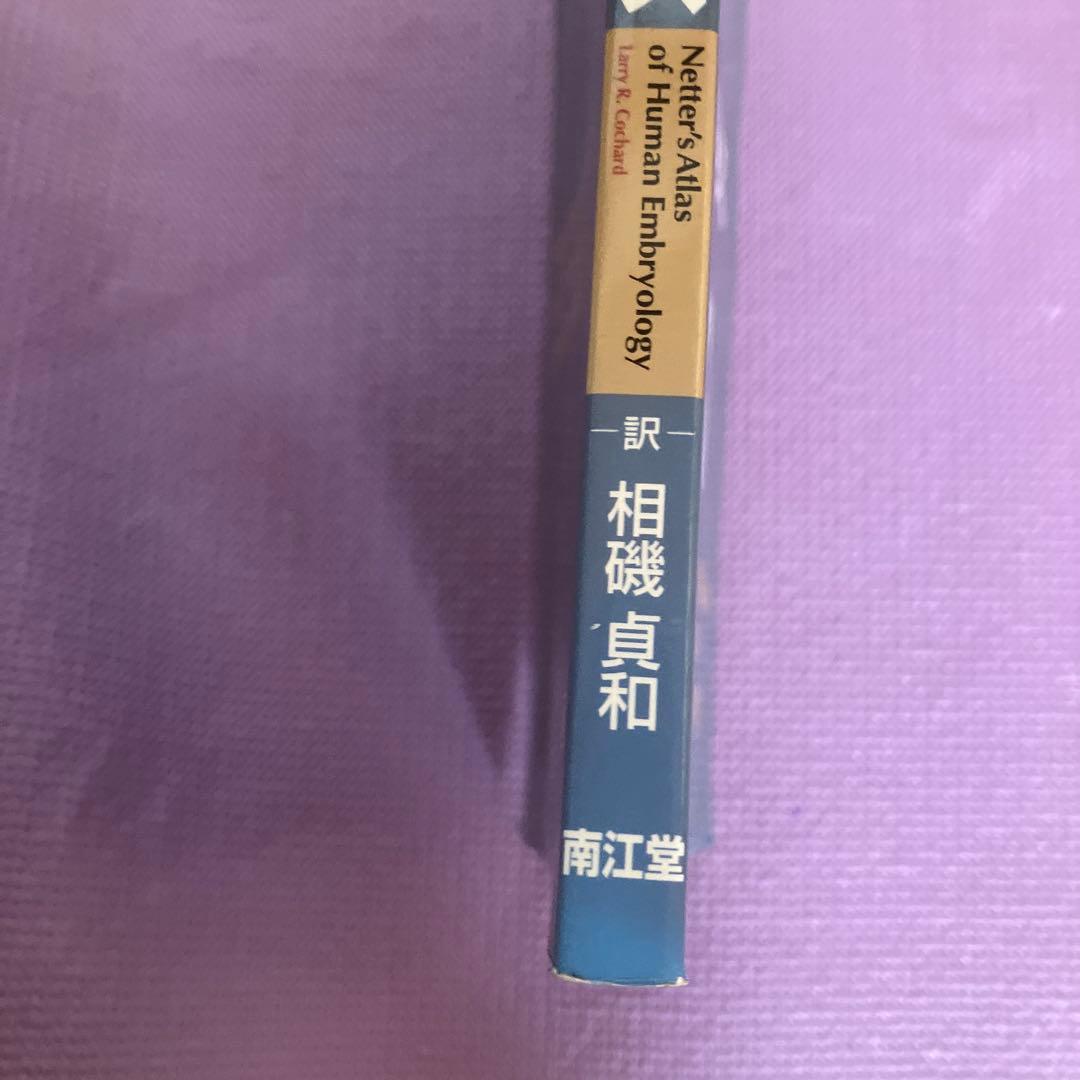 Netter's Atlas
of Human Embryology
Larry R. Cochard
訳
相磯 貞和
南江堂